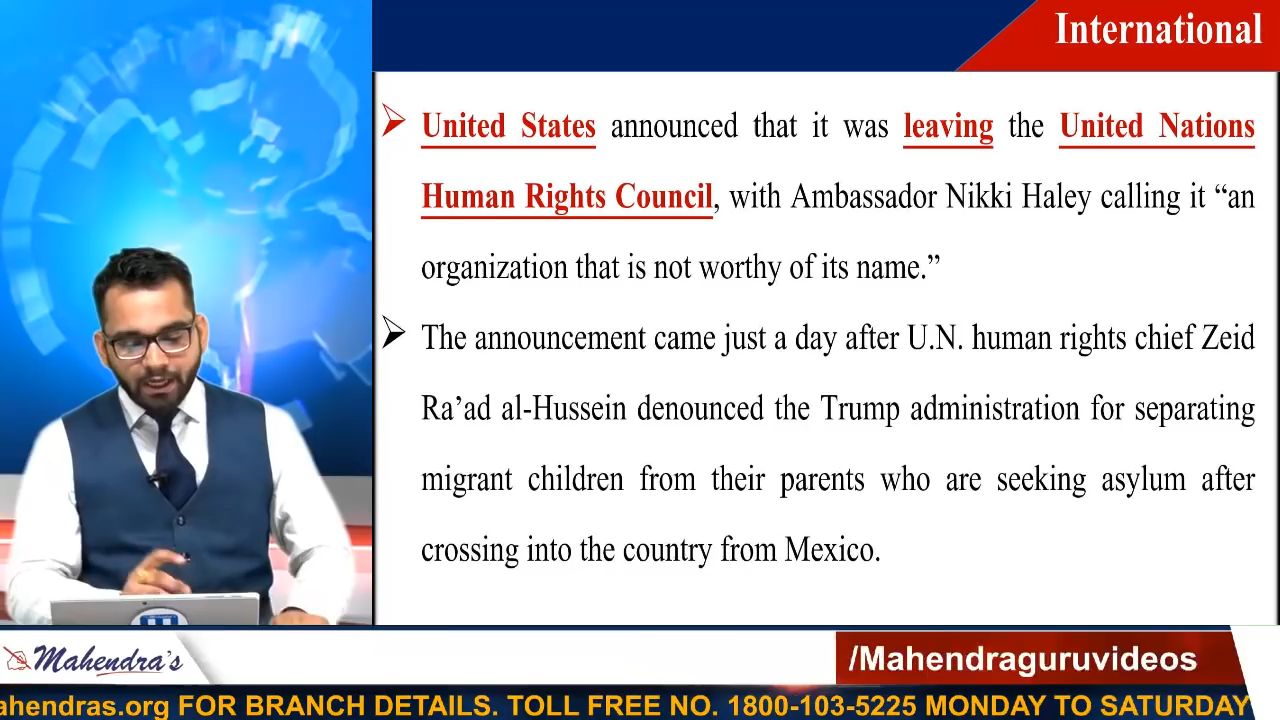 International
➢ United States announced that it was leaving the United Nations
Human Rights Council, with Ambassador Nikki Haley calling it “an
organization that is not worthy of its name.”
➢ The announcement came just a day after U.N. human rights chief Zeid
Ra’ad al-Hussein denounced the Trump administration for separating
migrant children from their parents who are seeking asylum after
crossing into the country from Mexico.
Mahendra's
/Mahendraguruvideos
ahendras.org FOR BRANCH DETAILS. TOLL FREE NO. 1800-103-5225 MONDAY TO SATURDAY